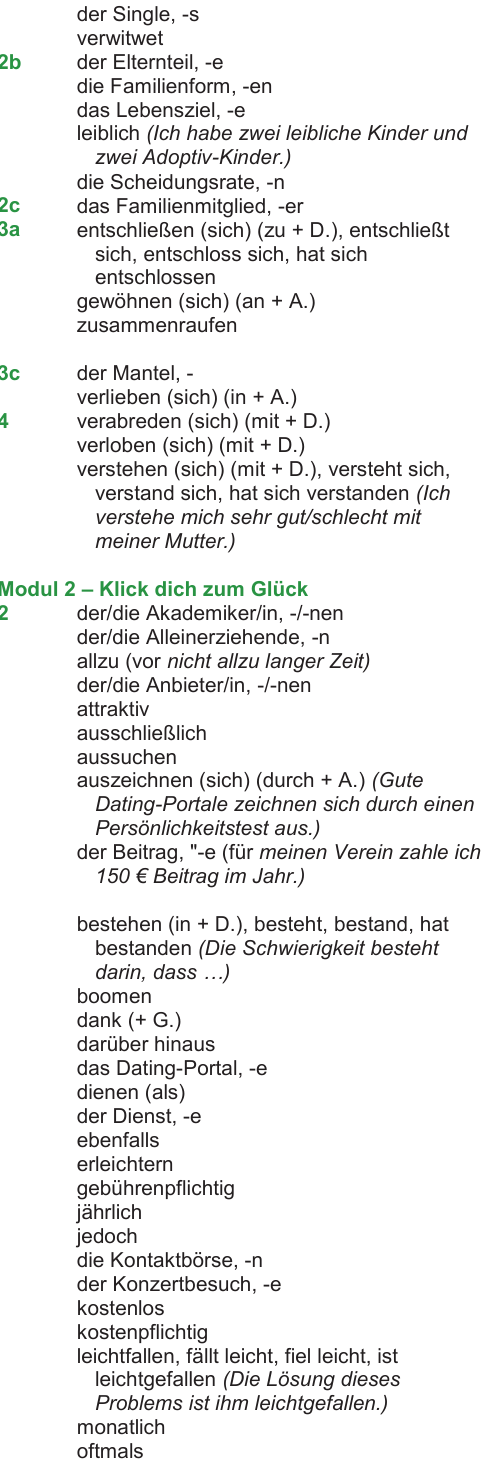 der Single, -s
verwitwet
2b der Elternteil, -e
die Familienform, -en
das Lebensziel, -e
leiblich (Ich habe zwei leibliche Kinder und
zwei Adoptiv-Kinder.)
die Scheidungsrate, -n
2c das Familienmitglied, -er
3a entschließen (sich) (zu + D.), entschließt
sich, entschloss sich, hat sich
entschlossen
gewöhnen (sich) (an + A.)
zusammenraufen
3c der Mantel, -
verlieben (sich) (in + A.)
4 verabreden (sich) (mit + D.)
verloben (sich) (mit + D.)
verstehen (sich) (mit + D.), versteht sich,
verstand sich, hat sich verstanden (Ich
verstehe mich sehr gut/schlecht mit
meiner Mutter.)
Modul 2 – Klick dich zum Glück
2 der/die Akademiker/in, -/-nen
der/die Alleinerziehende, -n
allzu (vor nicht allzu langer Zeit)
der/die Anbieter/in, -/-nen
attraktiv
ausschließlich
aussuchen
auszeichnen (sich) (durch + A.) (Gute
Dating-Portale zeichnen sich durch einen
Persönlichkeitstest aus.)
der Beitrag, "-e (für meinen Verein zahle ich
150 € Beitrag im Jahr.)
bestehen (in + D.), besteht, bestand, hat
bestanden (Die Schwierigkeit besteht
darin, dass …)
boomen
dank (+ G.)
darüber hinaus
das Dating-Portal, -e
dienen (als)
der Dienst, -e
ebenfalls
erleichtern
gebührenpflichtig
jährlich
jedoch
die Kontaktbörse, -n
der Konzertbesuch, -e
kostenlos
kostenpflichtig
leichtfallen, fällt leicht, fiel leicht, ist
leichtgefallen (Die Lösung dieses
Problems ist ihm leichtgefallen.)
monatlich
oftmals